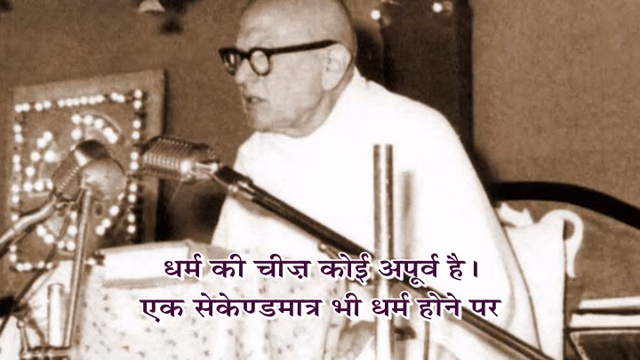 धर्म की चीज़ कोई अपूर्व है।
एक सेकेण्डमात्र भी धर्म होने पर